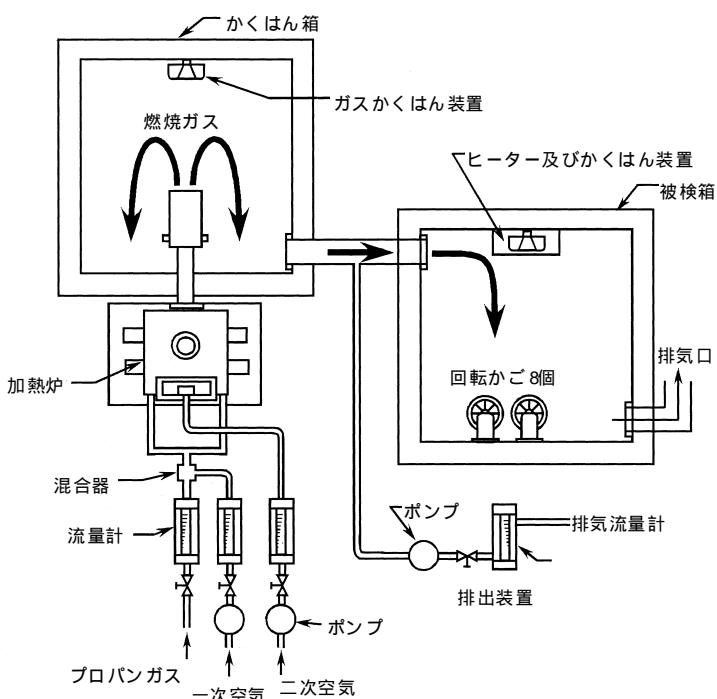 かくはん箱
ガスかくはん装置
燃焼ガス
ヒーター及びかくはん装置
被検箱
排気口
加熱炉
回転かご8個
混合器
流量計
ポンプ
排気流量計
排出装置
ポンプ
プロパンガス
一次空気
二次空気